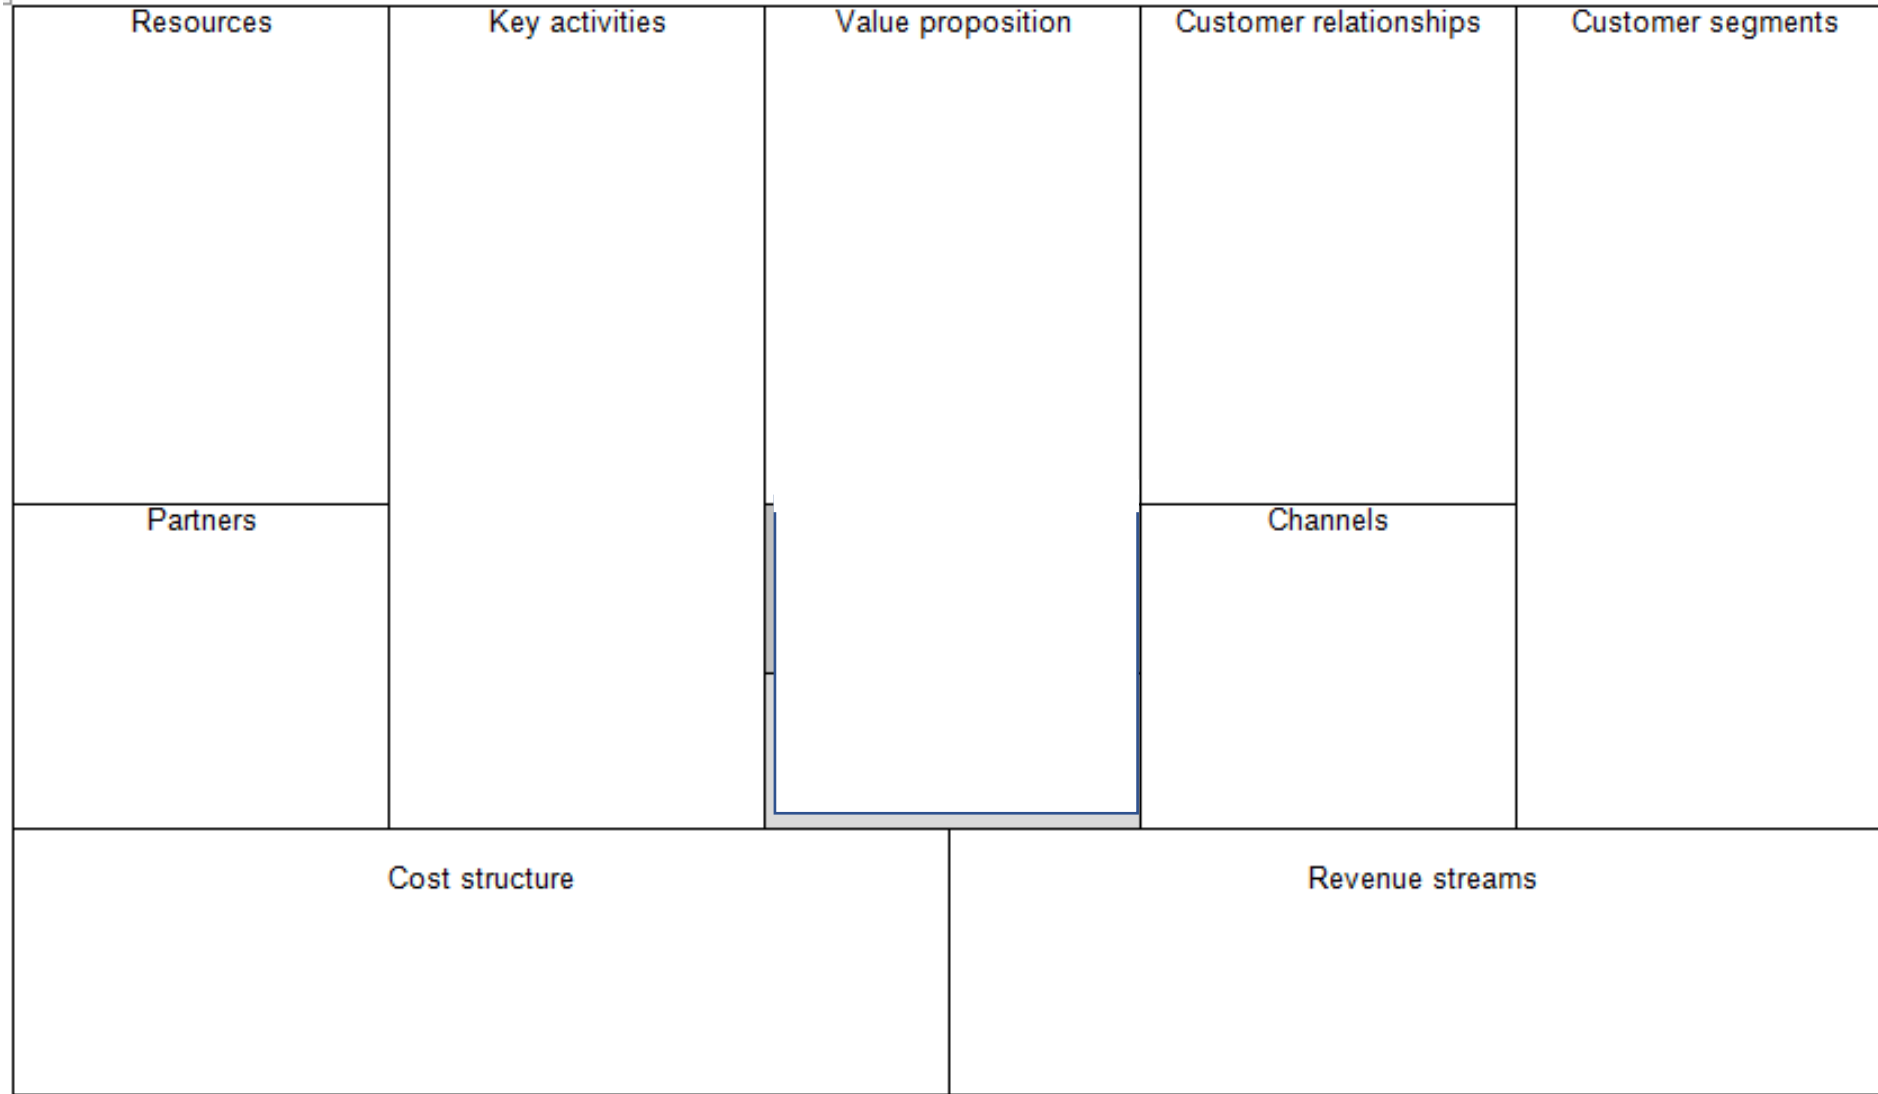 Resources
Key activities
Value proposition
Customer relationships
Customer segments
Partners
Channels
Cost structure
Revenue streams